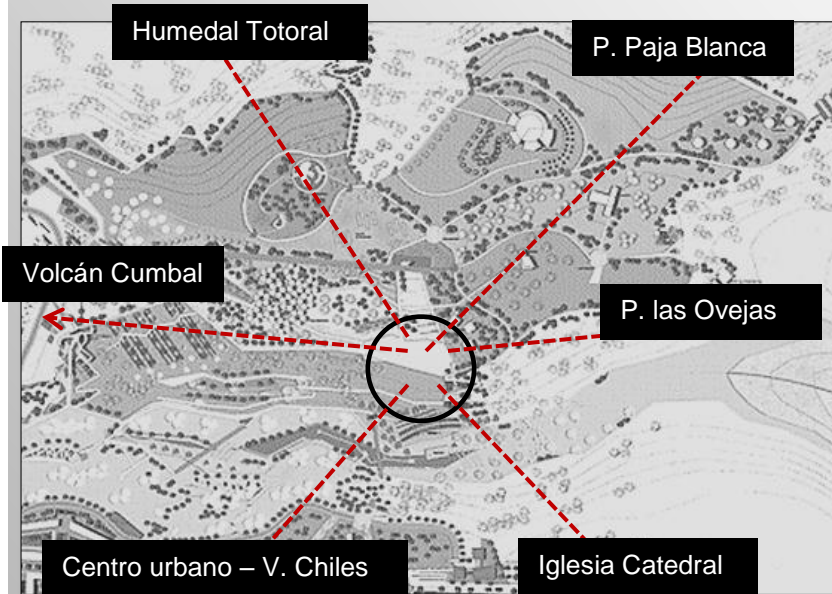 Humedal Totoral
P. Paja Blanca
Volcán Cumbal
P. las Ovejas
Centro urbano – V. Chiles
Iglesia Catedral